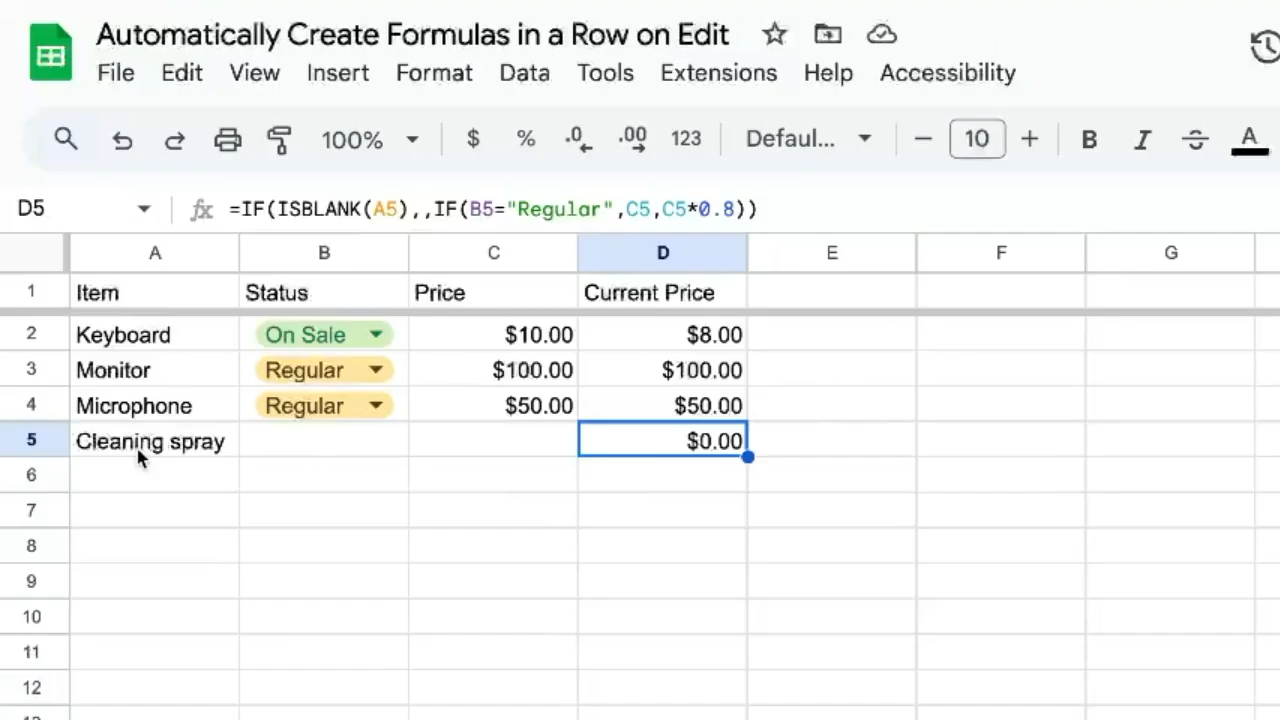 Automatically Create Formulas in a Row on Edit
File Edit View Insert Format Data Tools Extensions Help Accessibility
100% $ % .0 .00 123 Defaul... 10 B I S A
D5 fx =IF(ISBLANK(A5),,IF(B5="Regular",C5,C5*0.8))
A B C D E F G
1 Item Status Price Current Price
2 Keyboard On Sale $10.00 $8.00
3 Monitor Regular $100.00 $100.00
4 Microphone Regular $50.00 $50.00
5 Cleaning spray $0.00
6
7
8
9
10
11
12